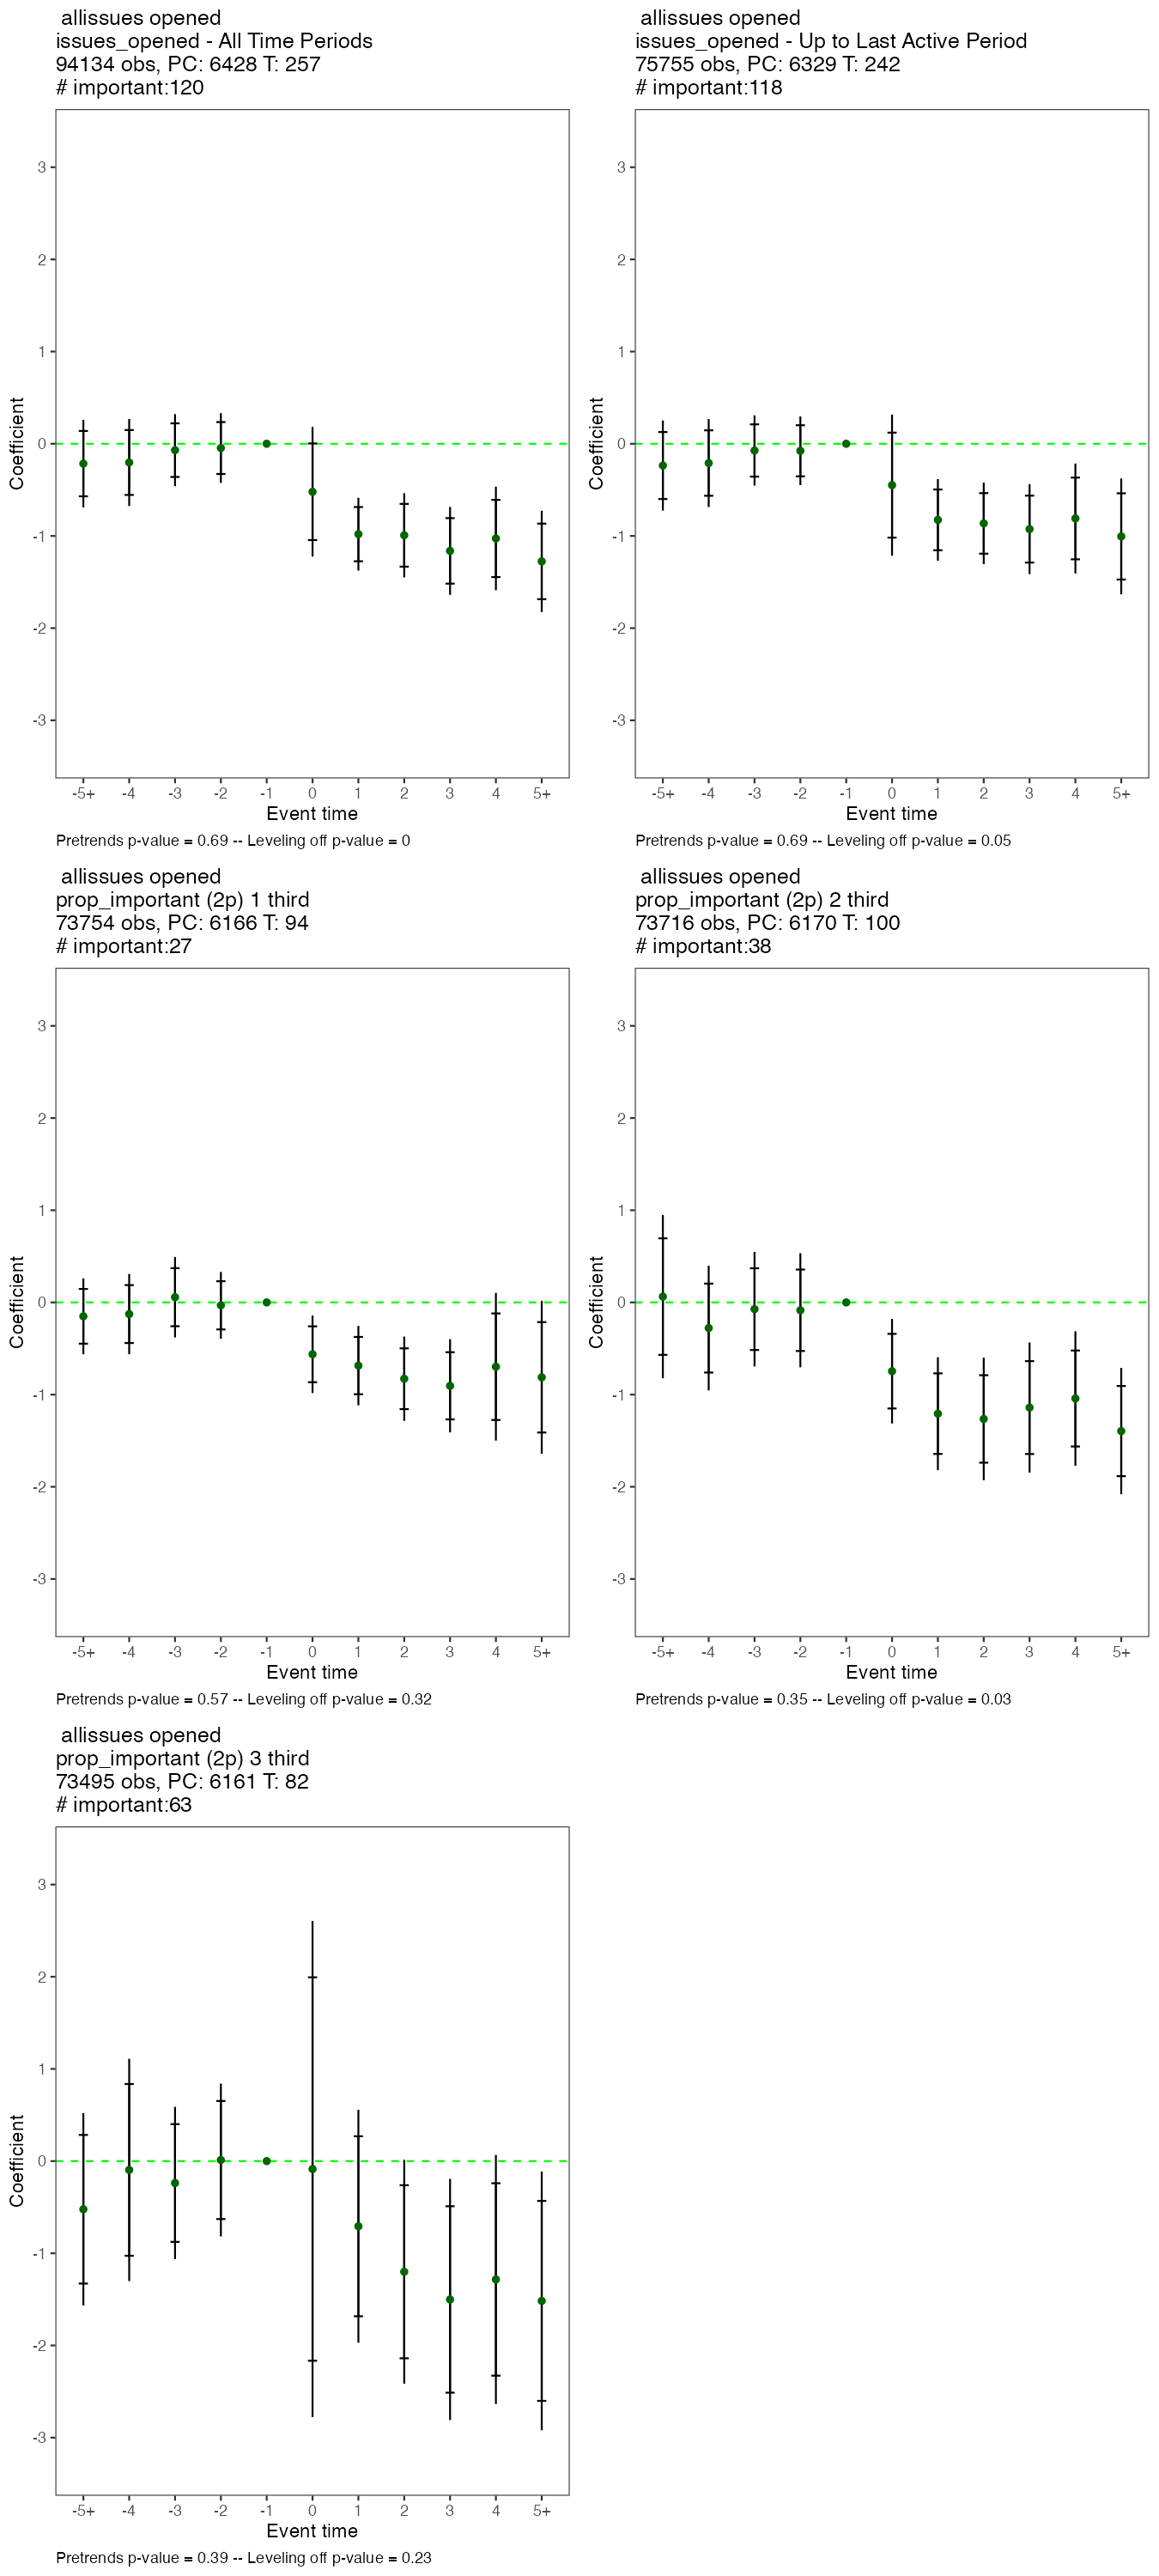 allissues opened
issues_opened - All Time Periods
94134 obs, PC: 6428 T: 257
# important:120
3
2
1
0
-1
-2
-3
Coefficient
-5+ -4 -3 -2 -1 0 1 2 3 4 5+
Event time
Pretrends p-value = 0.69 -- Leveling off p-value = 0
allissues opened
issues_opened - Up to Last Active Period
75755 obs, PC: 6329 T: 242
# important:118
3
2
1
0
-1
-2
-3
Coefficient
-5+ -4 -3 -2 -1 0 1 2 3 4 5+
Event time
Pretrends p-value = 0.69 -- Leveling off p-value = 0.05
allissues opened
prop_important (2p) 1 third
73754 obs, PC: 6166 T: 94
# important:27
3
2
1
0
-1
-2
-3
Coefficient
-5+ -4 -3 -2 -1 0 1 2 3 4 5+
Event time
Pretrends p-value = 0.57 -- Leveling off p-value = 0.32
allissues opened
prop_important (2p) 2 third
73716 obs, PC: 6170 T: 100
# important:38
3
2
1
0
-1
-2
-3
Coefficient
-5+ -4 -3 -2 -1 0 1 2 3 4 5+
Event time
Pretrends p-value = 0.35 -- Leveling off p-value = 0.03
allissues opened
prop_important (2p) 3 third
73495 obs, PC: 6161 T: 82
# important:63
3
2
1
0
-1
-2
-3
Coefficient
-5+ -4 -3 -2 -1 0 1 2 3 4 5+
Event time
Pretrends p-value = 0.39 -- Leveling off p-value = 0.23